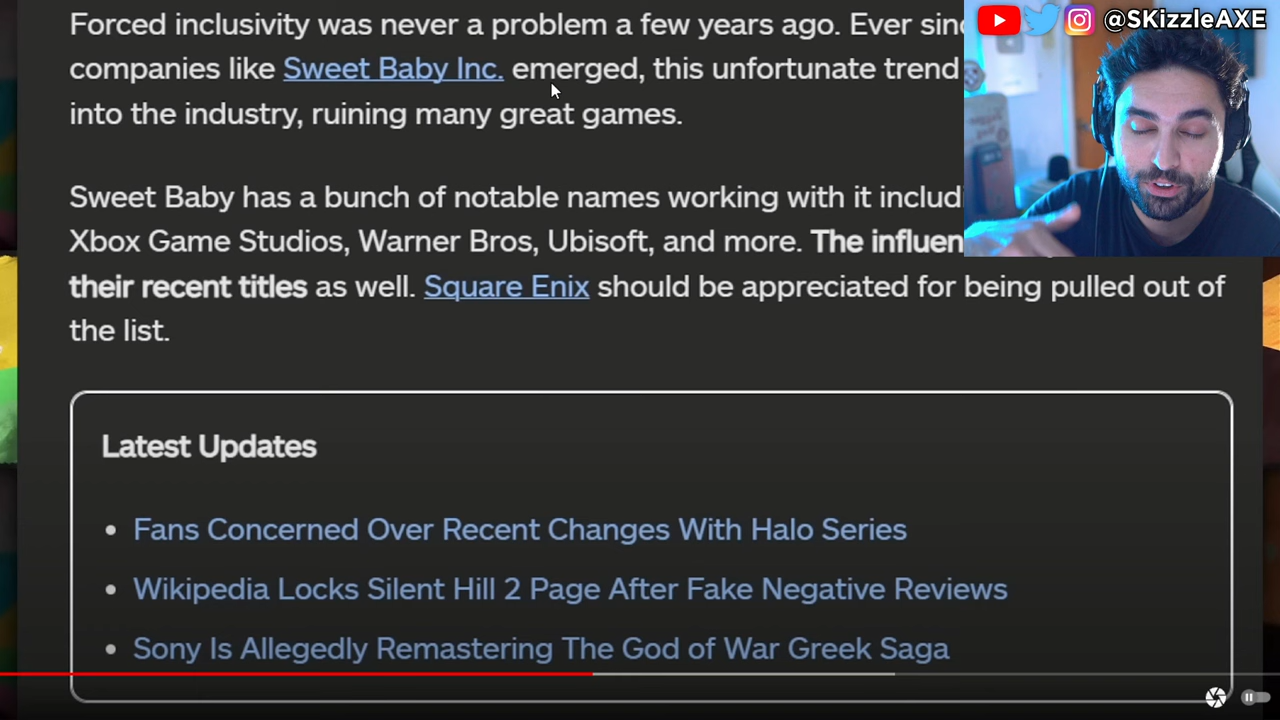 Forced inclusivity was never a problem a few years ago. Ever
@SKizzleAXE
companies like Sweet Baby Inc. emerged, this unfortunate trend
into the industry, ruining many great games.
Sweet Baby has a bunch of notable names working with it
Xbox Game Studios, Warner Bros, Ubisoft, and more. The
their recent titles as well. Square Enix should be appreciated for being pulled out of
the list.
Latest Updates
• Fans Concerned Over Recent Changes With Halo Series
• Wikipedia Locks Silent Hill 2 Page After Fake Negative Reviews
• Sony Is Allegedly Remastering The God of War Greek Saga